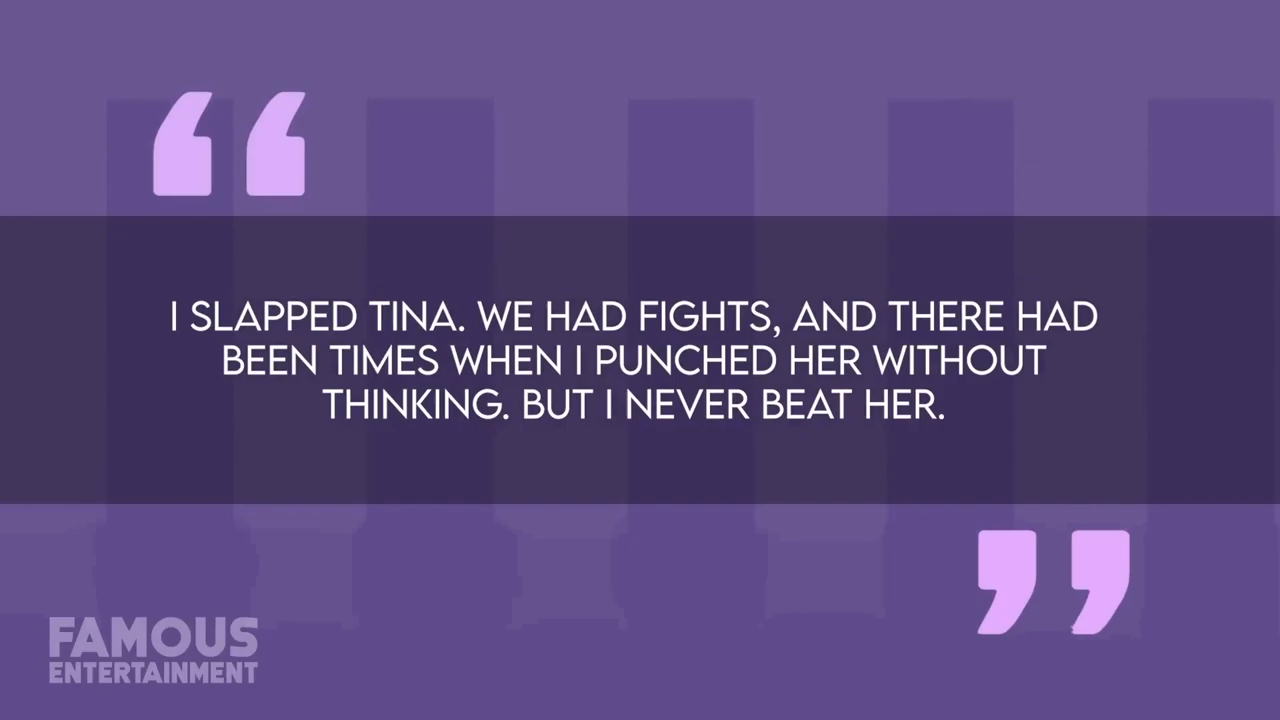 I SLAPPED TINA. WE HAD FIGHTS, AND THERE HAD
BEEN TIMES WHEN I PUNCHED HER WITHOUT
THINKING. BUT I NEVER BEAT HER.
FAMOUS
ENTERTAINMENT